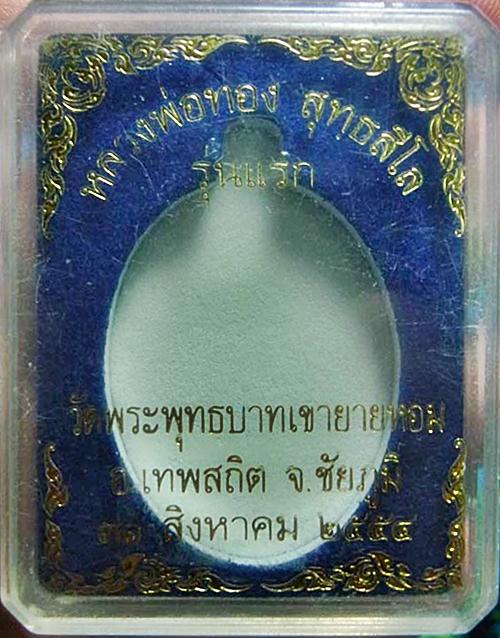 หลวงพ่อทอง สุทธสีโล
รุ่นแรก
วัดพระพุทธบาทเขายายหอม
อ.เทพสถิต จ.ชัยภูมิ
สิงหาคม ๒๕๕๔